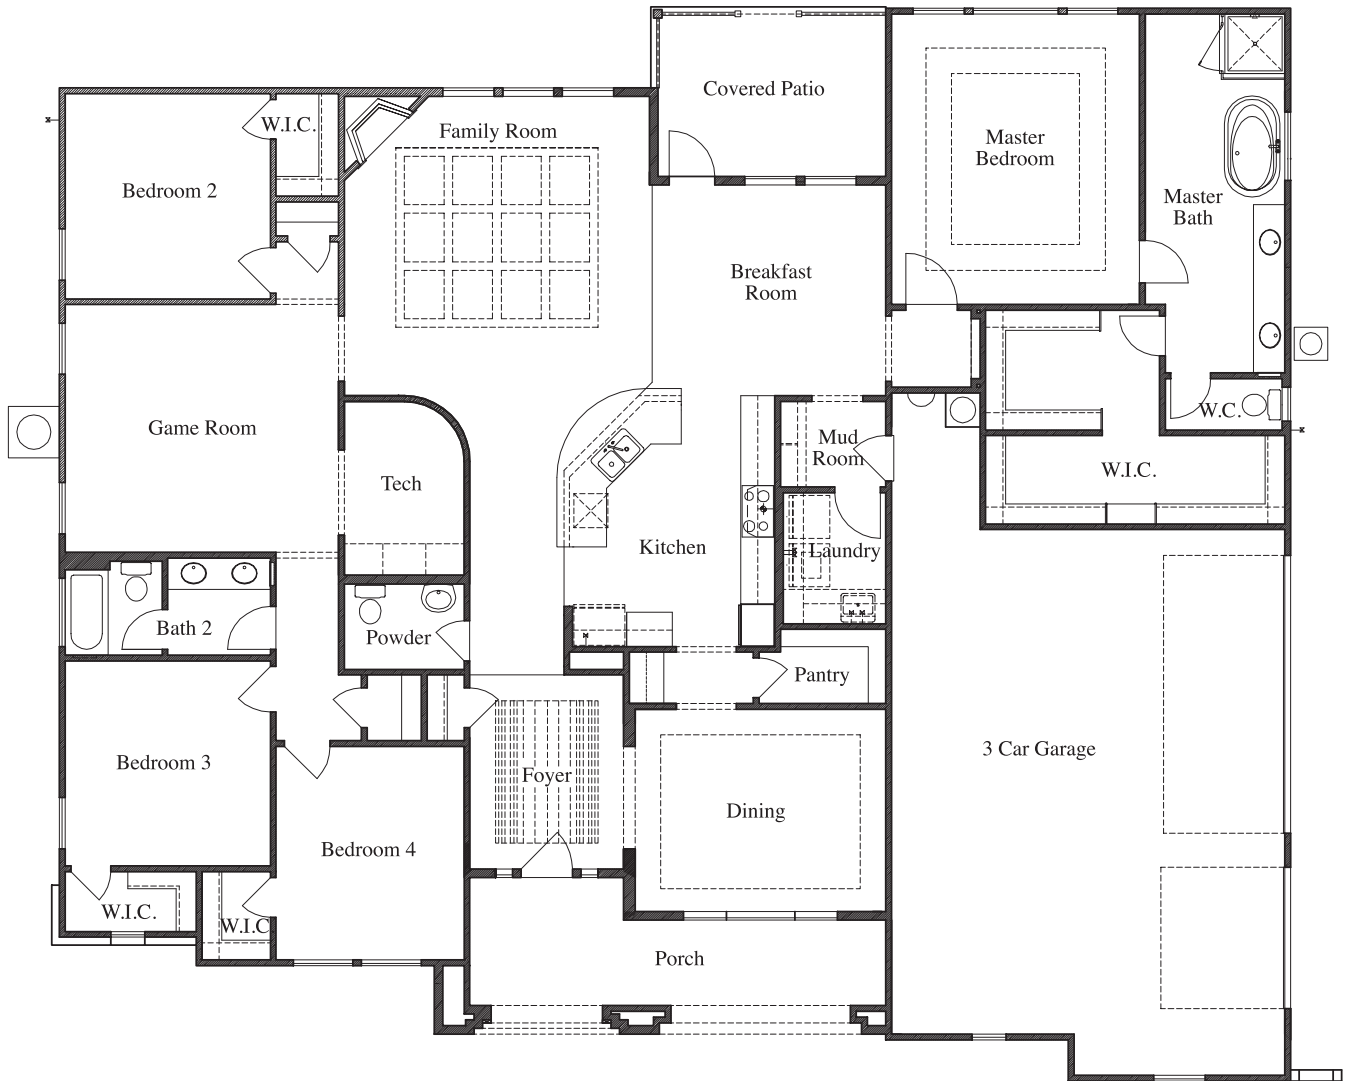 Covered Patio
W.I.C.
Family Room
Master
Bedroom
Bedroom 2
Master
Bath
Breakfast
Room
W.C.
Game Room
Mud
Room
W.I.C.
Tech
Kitchen
Laundry
Bath 2
Powder
Pantry
3 Car Garage
Bedroom 3
Foyer
Dining
Bedroom 4
W.I.C.
W.I.C
Porch